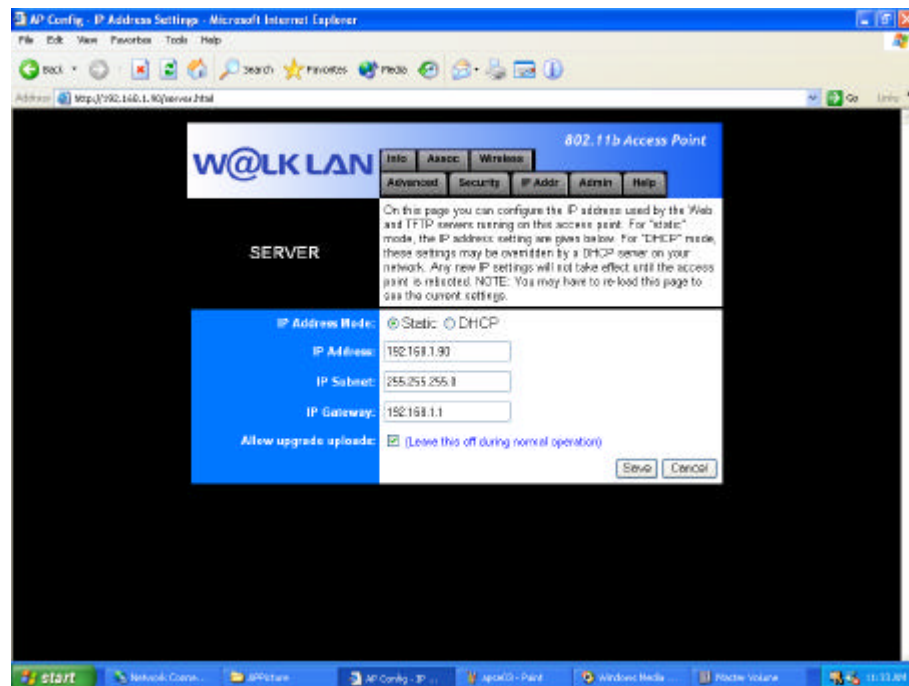 AP Config - IP Address Settings - Microsoft Internet Explorer
File Edit View Favorites Tools Help
Back Search Favorites Media
Address http://192.168.1.90/server.html Go Links
W@LK LAN
802.11b Access Point
Info Assoc Wireless
Advanced Security IP Addr Admin Help
SERVER
On this page you can configure the IP address used by the Web
and TFTP servers running on this access point. For "static"
mode, the IP address setting are given below. For "DHCP" mode,
these settings may be overridden by a DHCP server on your
network. Any new IP settings will not take effect until the access
point is rebooted. NOTE: You may have to re-load this page to
see the current settings.
IP Address Mode: Static DHCP
IP Address: 192.168.1.90
IP Subnet: 255.255.255.0
IP Gateway: 192.168.1.1
Allow upgrade uploads: (Leave this off during normal operation)
Save Cancel
start Network Conne... APPicture AP Config - IP ... - Paint Windows Media ... Master Volume 11:33 AM